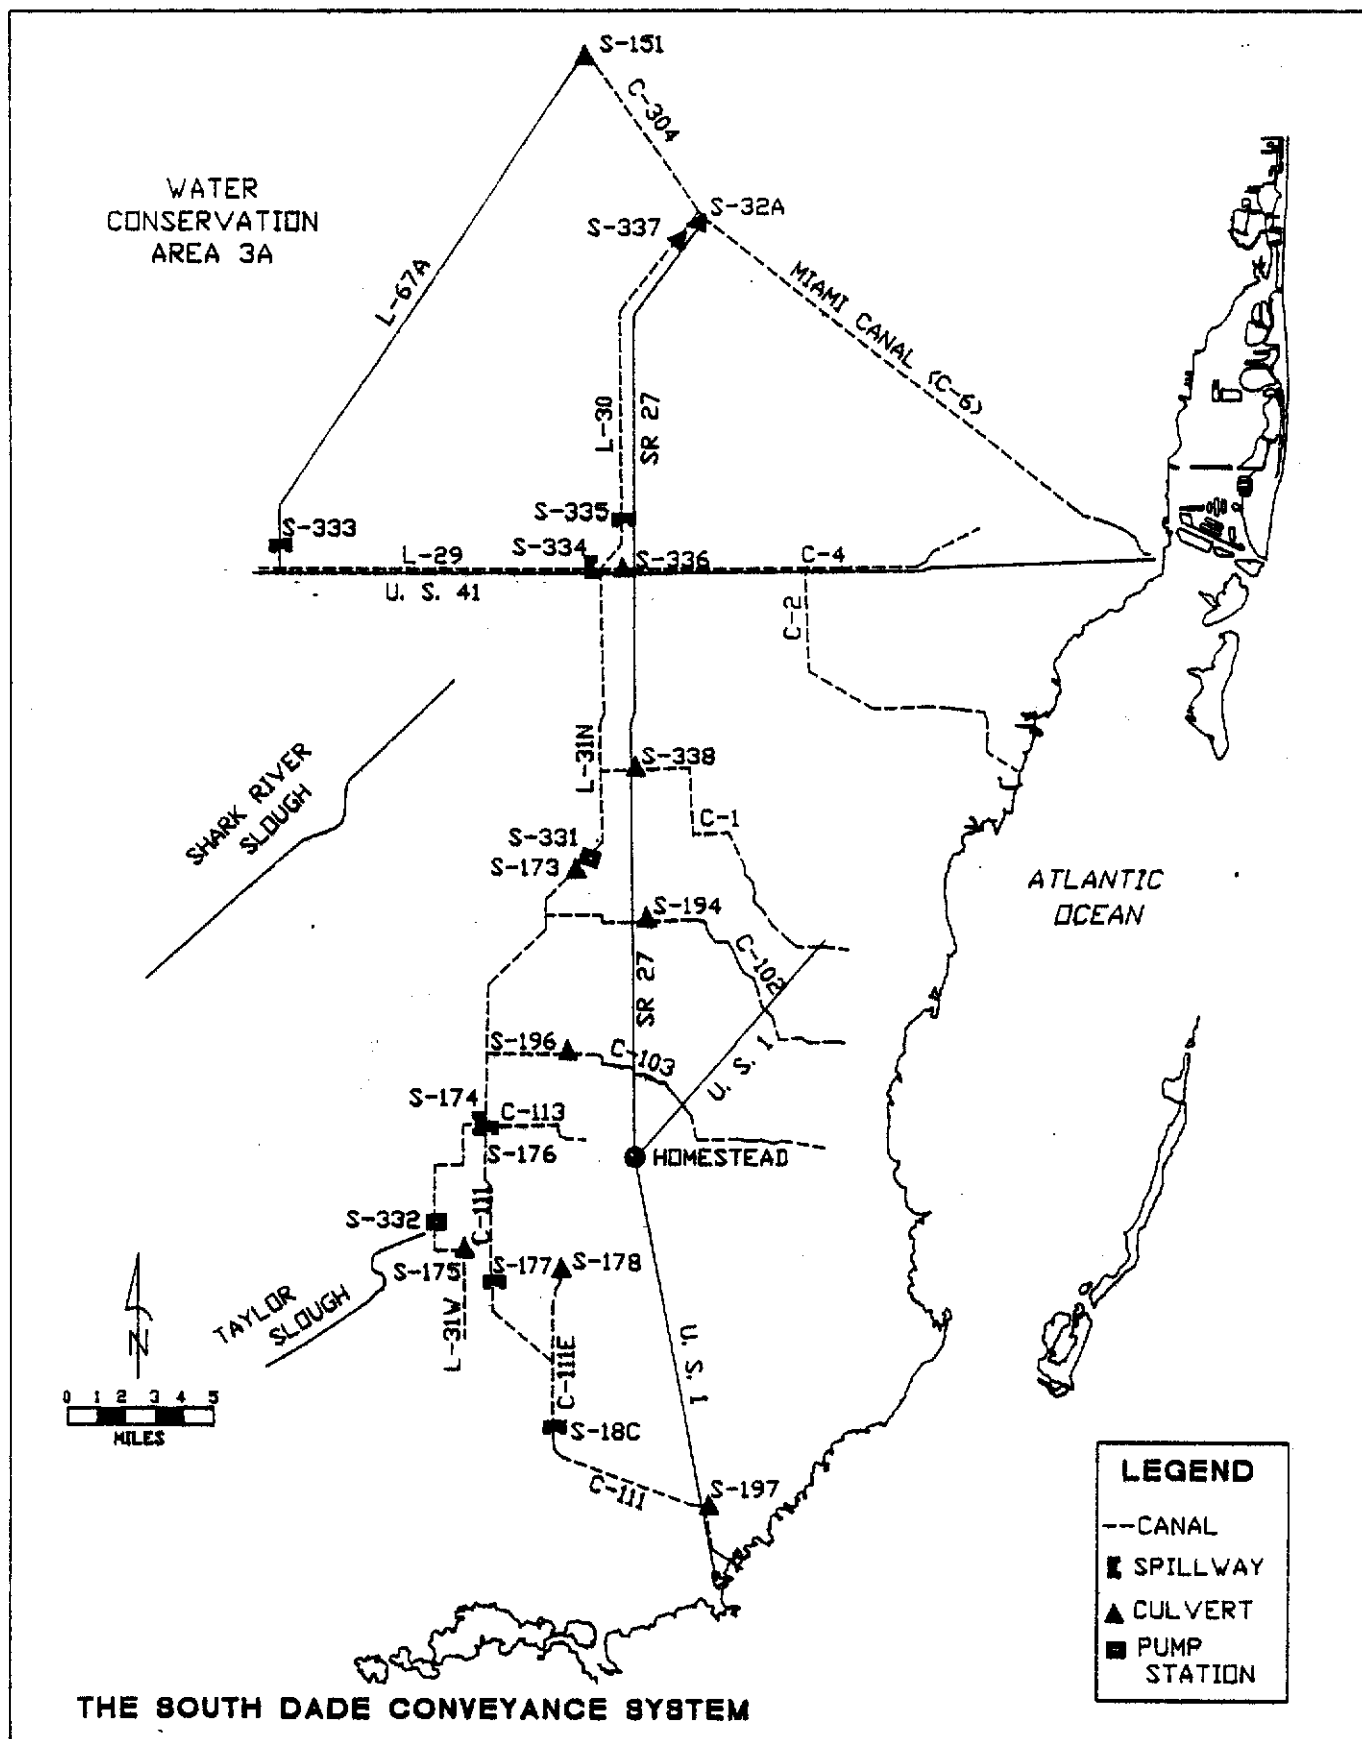 S-151
C-304
WATER
CONSERVATION
AREA 3A
S-32A
S-337
L-67A
MIAMI CANAL (C-6)
L-30
SR 27
S-335
S-333
S-334
L-29
S-336
C-4
U. S. 41
C-2
L-31N
S-338
SHARK RIVER
SLOUGH
C-1
S-331
S-173
ATLANTIC
OCEAN
S-194
C-102
SR 27
S-196
C-103
U. S. 1
S-174
C-113
S-176
HOMESTEAD
C-111
S-332
S-175
S-177
S-178
TAYLOR
SLOUGH
L-31W
N
U. S. 1
C-111E
0 1 2 3 4 5
MILES
S-18C
C-111
S-197
LEGEND
---CANAL
SPILLWAY
CULVERT
PUMP
STATION
THE SOUTH DADE CONVEYANCE SYSTEM